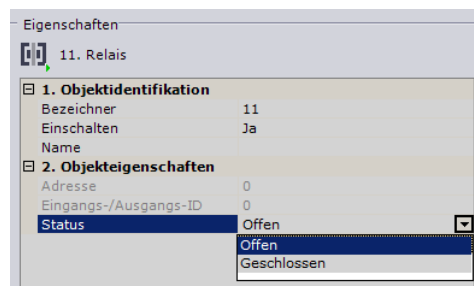 Eigenschaften
11. Relais
1. Objektidentifikation
Bezeichner 11
Einschalten Ja
Name
2. Objekteigenschaften
Adresse 0
Eingangs-/Ausgangs-ID 0
Status Offen
Offen
Geschlossen